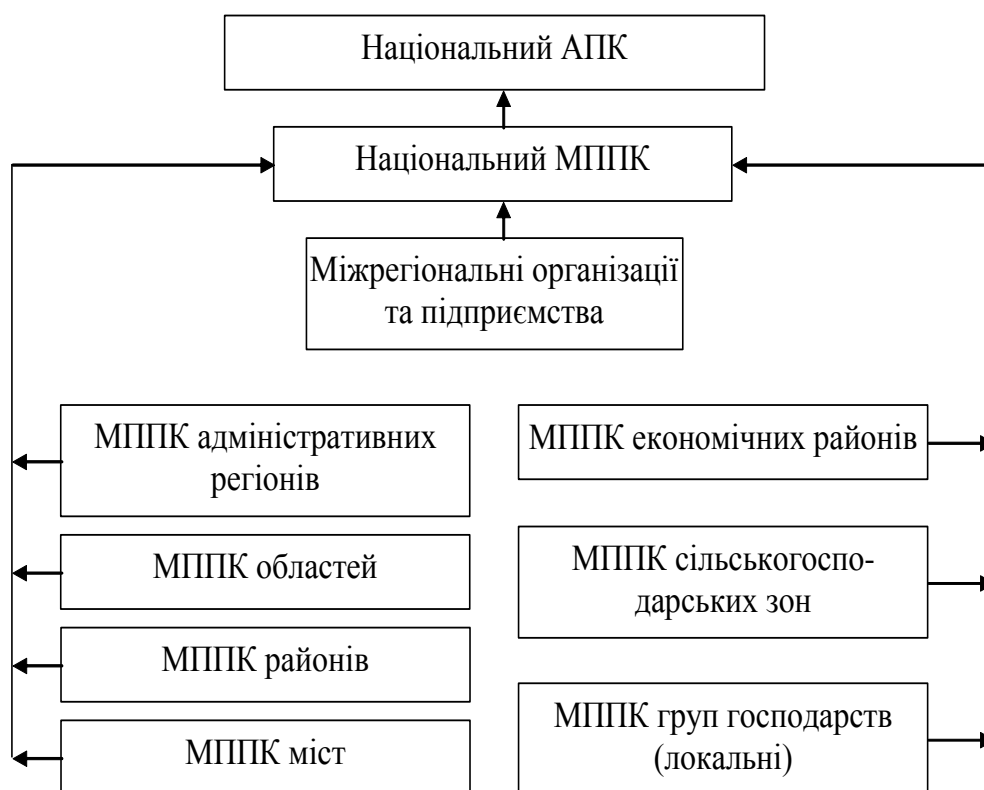 Національний АПК
Національний МППК
Міжрегіональні організації
та підприємства
МППК адміністративних
регіонів
МППК областей
МППК районів
МППК міст
МППК економічних районів
МППК сільськогоспо-
дарських зон
МППК груп господарств
(локальні)